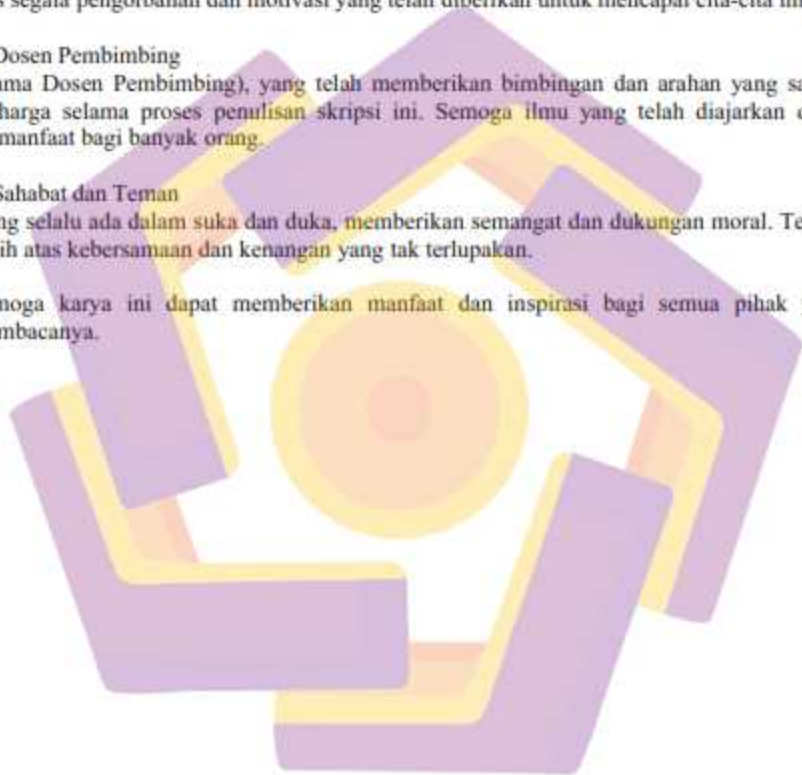 segala pengorbanan dan motivasi yang telah diberikan untuk mencapai cita-cita
Dosen Pembimbing
ma Dosen Pembimbing), yang telah memberikan bimbingan dan arahan yang sa
harga selama proses penulisan skripsi ini. Semoga ilmu yang telah diajarkan
manfaat bagi banyak orang.
Sahabat dan Teman
ng selalu ada dalam suka dan duka, memberikan semangat dan dukungan moral. Te
ih atas kebersamaan dan kenangan yang tak terlupakan.
noga karya ini dapat memberikan manfaat dan inspirasi bagi semua pihak
mbacanya.